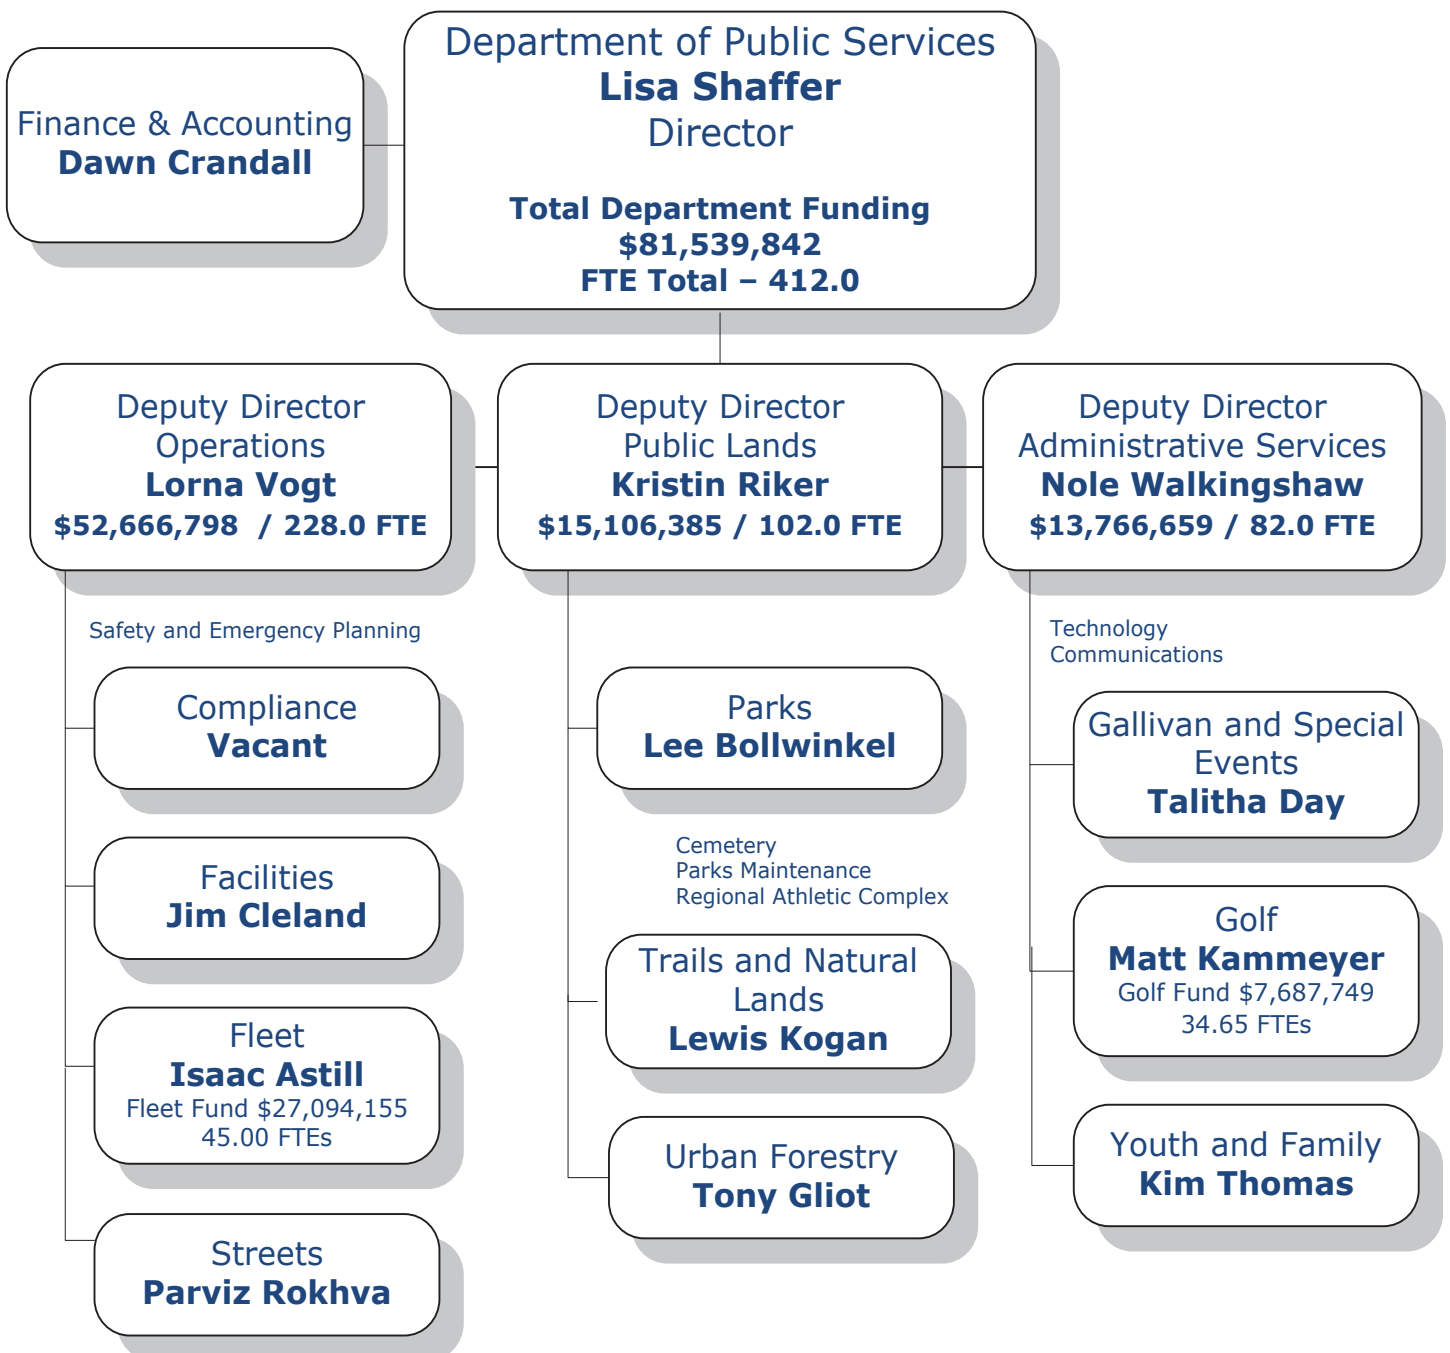 Department of Public Services
Lisa Shaffer
Director
Total Department Funding
$81,539,842
FTE Total – 412.0
Finance & Accounting
Dawn Crandall
Deputy Director
Operations
Lorna Vogt
$52,666,798 / 228.0 FTE
Deputy Director
Public Lands
Kristin Riker
$15,106,385 / 102.0 FTE
Deputy Director
Administrative Services
Nole Walkingshaw
$13,766,659 / 82.0 FTE
Safety and Emergency Planning
Compliance
Vacant
Facilities
Jim Cleland
Fleet
Isaac Astill
Fleet Fund $27,094,155
45.00 FTEs
Streets
Parviz Rokhva
Parks
Lee Bollwinkel
Cemetery
Parks Maintenance
Regional Athletic Complex
Trails and Natural
Lands
Lewis Kogan
Urban Forestry
Tony Gliot
Technology
Communications
Gallivan and Special
Events
Talitha Day
Golf
Matt Kammeyer
Golf Fund $7,687,749
34.65 FTEs
Youth and Family
Kim Thomas